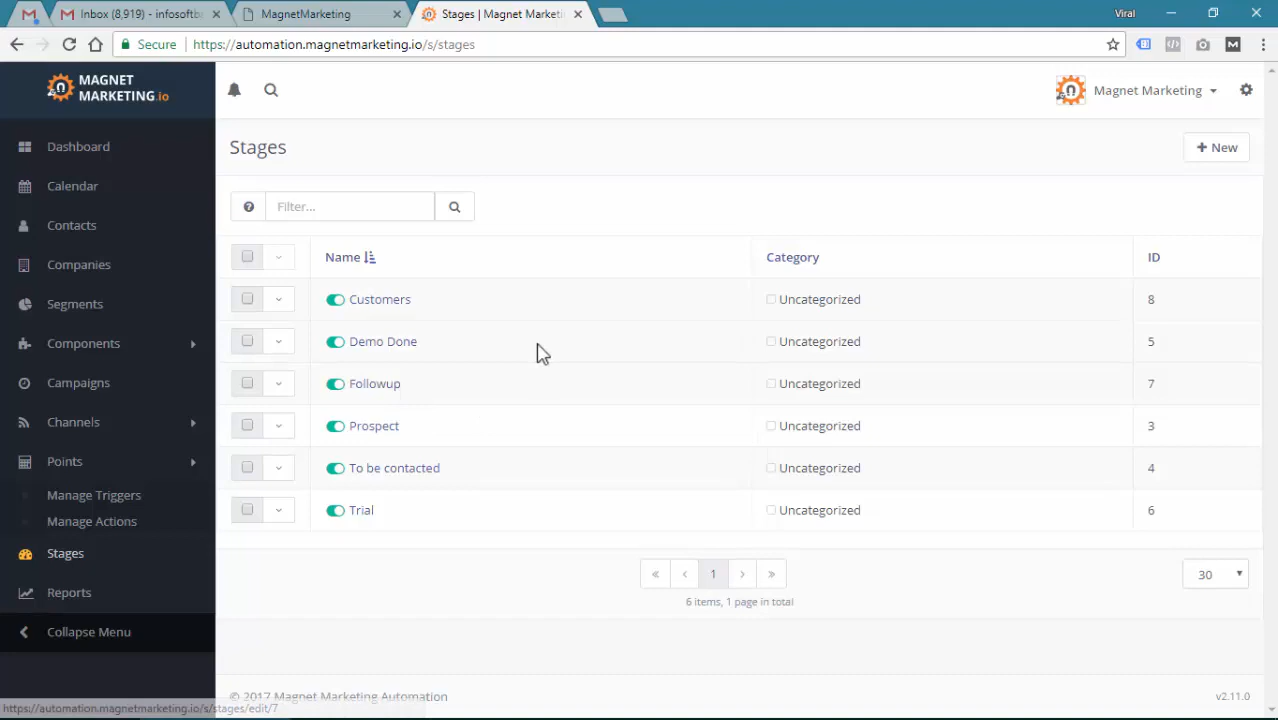 Inbox (8,919) - infosoftb
MagnetMarketing
Stages | Magnet Marketi
Viral
Secure
https://automation.magnetmarketing.io/s/stages
MAGNET
MARKETING.io
Magnet Marketing
Dashboard
Calendar
Contacts
Companies
Segments
Components
Campaigns
Channels
Points
Manage Triggers
Manage Actions
Stages
Reports
Collapse Menu
Stages
+ New
Filter...
Name
Category
ID
Customers
Uncategorized
8
Demo Done
Uncategorized
5
Followup
Uncategorized
7
Prospect
Uncategorized
3
To be contacted
Uncategorized
4
Trial
Uncategorized
6
« ‹ 1 › »
6 items, 1 page in total
30
© 2017 Magnet Marketing Automation
v2.11.0
https://automation.magnetmarketing.io/s/stages/edit/7